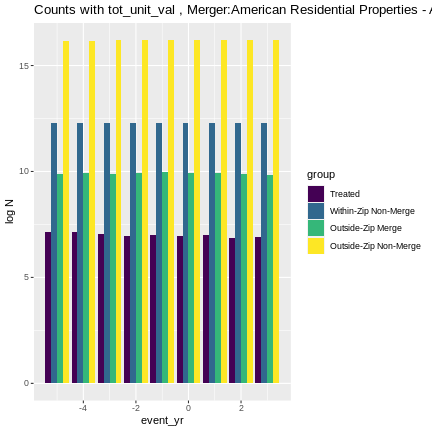 Counts with tot_unit_val , Merger:American Residential Properties -
15
10
5
0
log N
-4
-2
0
2
event_yr
group
Treated
Within-Zip Non-Merge
Outside-Zip Merge
Outside-Zip Non-Merge